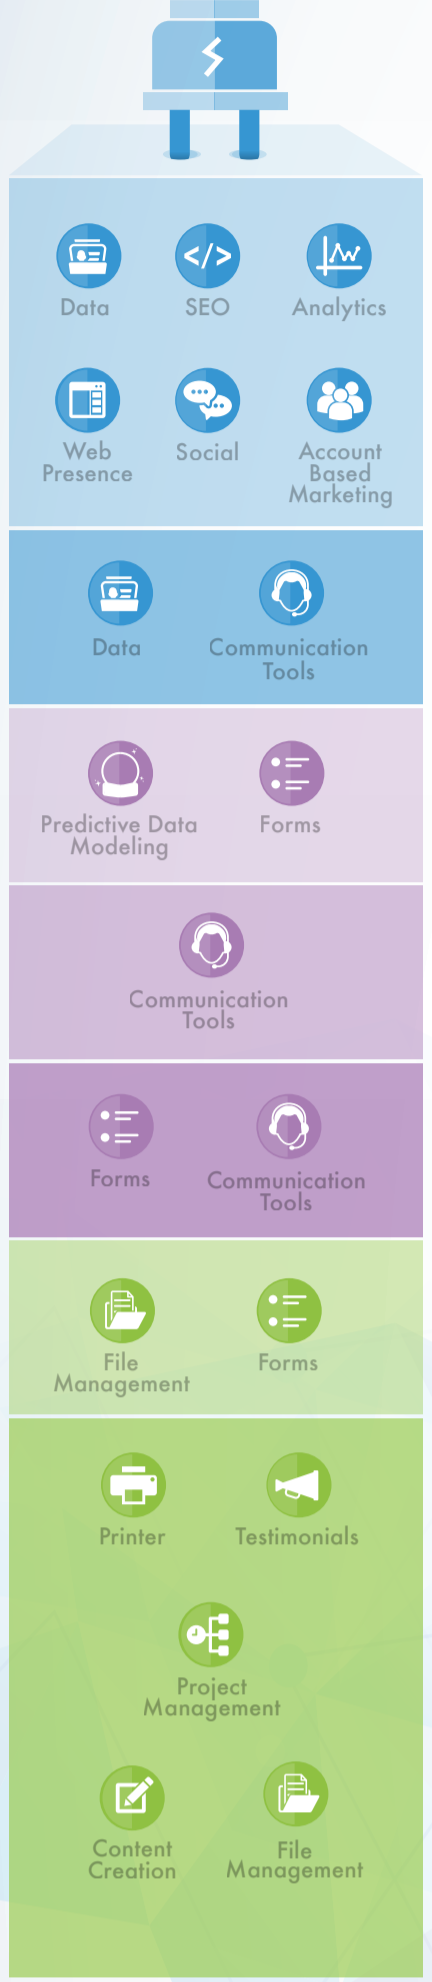 Data
SEO
Analytics
Web
Presence
Social
Account
Based
Marketing
Data
Communication
Tools
Predictive Data
Modeling
Forms
Communication
Tools
Forms
Communication
Tools
File
Management
Forms
Printer
Testimonials
Project
Management
Content
Creation
File
Management